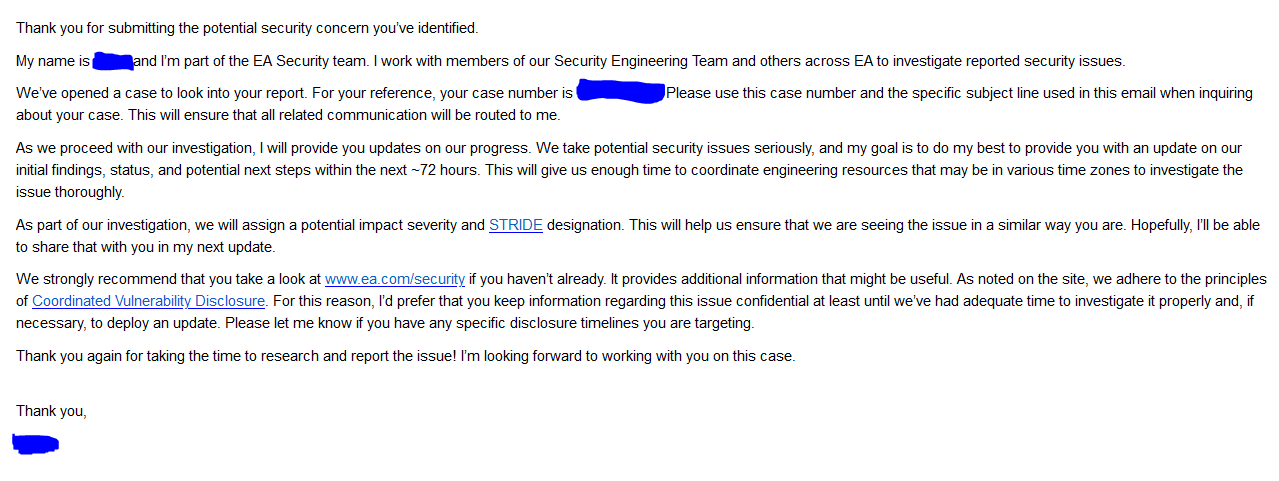 Thank you for submitting the potential security concern you've identified.
My name is and I'm part of the EA Security team. I work with members of our Security Engineering Team and others across EA to investigate reported security issues.
We've opened a case to look into your report. For your reference, your case number is Please use this case number and the specific subject line used in this email when inquiring
about your case. This will ensure that all related communication will be routed to me.
As we proceed with our investigation, I will provide you updates on our progress. We take potential security issues seriously, and my goal is to do my best to provide you with an update on our
initial findings, status, and potential next steps within the next ~72 hours. This will give us enough time to coordinate engineering resources that may be in various time zones to investigate the
issue thoroughly.
As part of our investigation, we will assign a potential impact severity and STRIDE designation. This will help us ensure that we are seeing the issue in a similar way you are. Hopefully, I'll be able
to share that with you in my next update.
We strongly recommend that you take a look at www.ea.com/security if you haven't already. It provides additional information that might be useful. As noted on the site, we adhere to the principles
of Coordinated Vulnerability Disclosure. For this reason, I'd prefer that you keep information regarding this issue confidential at least until we've had adequate time to investigate it properly and, if
necessary, to deploy an update. Please let me know if you have any specific disclosure timelines you are targeting.
Thank you again for taking the time to research and report the issue! I'm looking forward to working with you on this case.
Thank you,